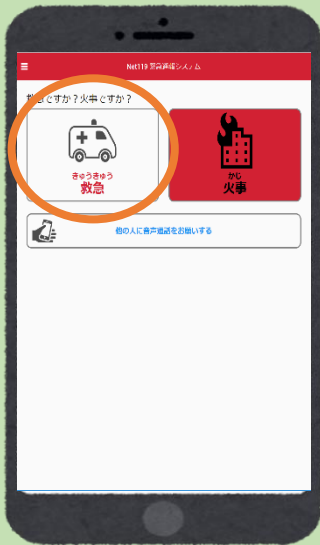 Net119 緊急通報システム
救急ですか？火事ですか？
きゅうきゅう
救急
かじ
火事
他の人に音声通話をお願いする